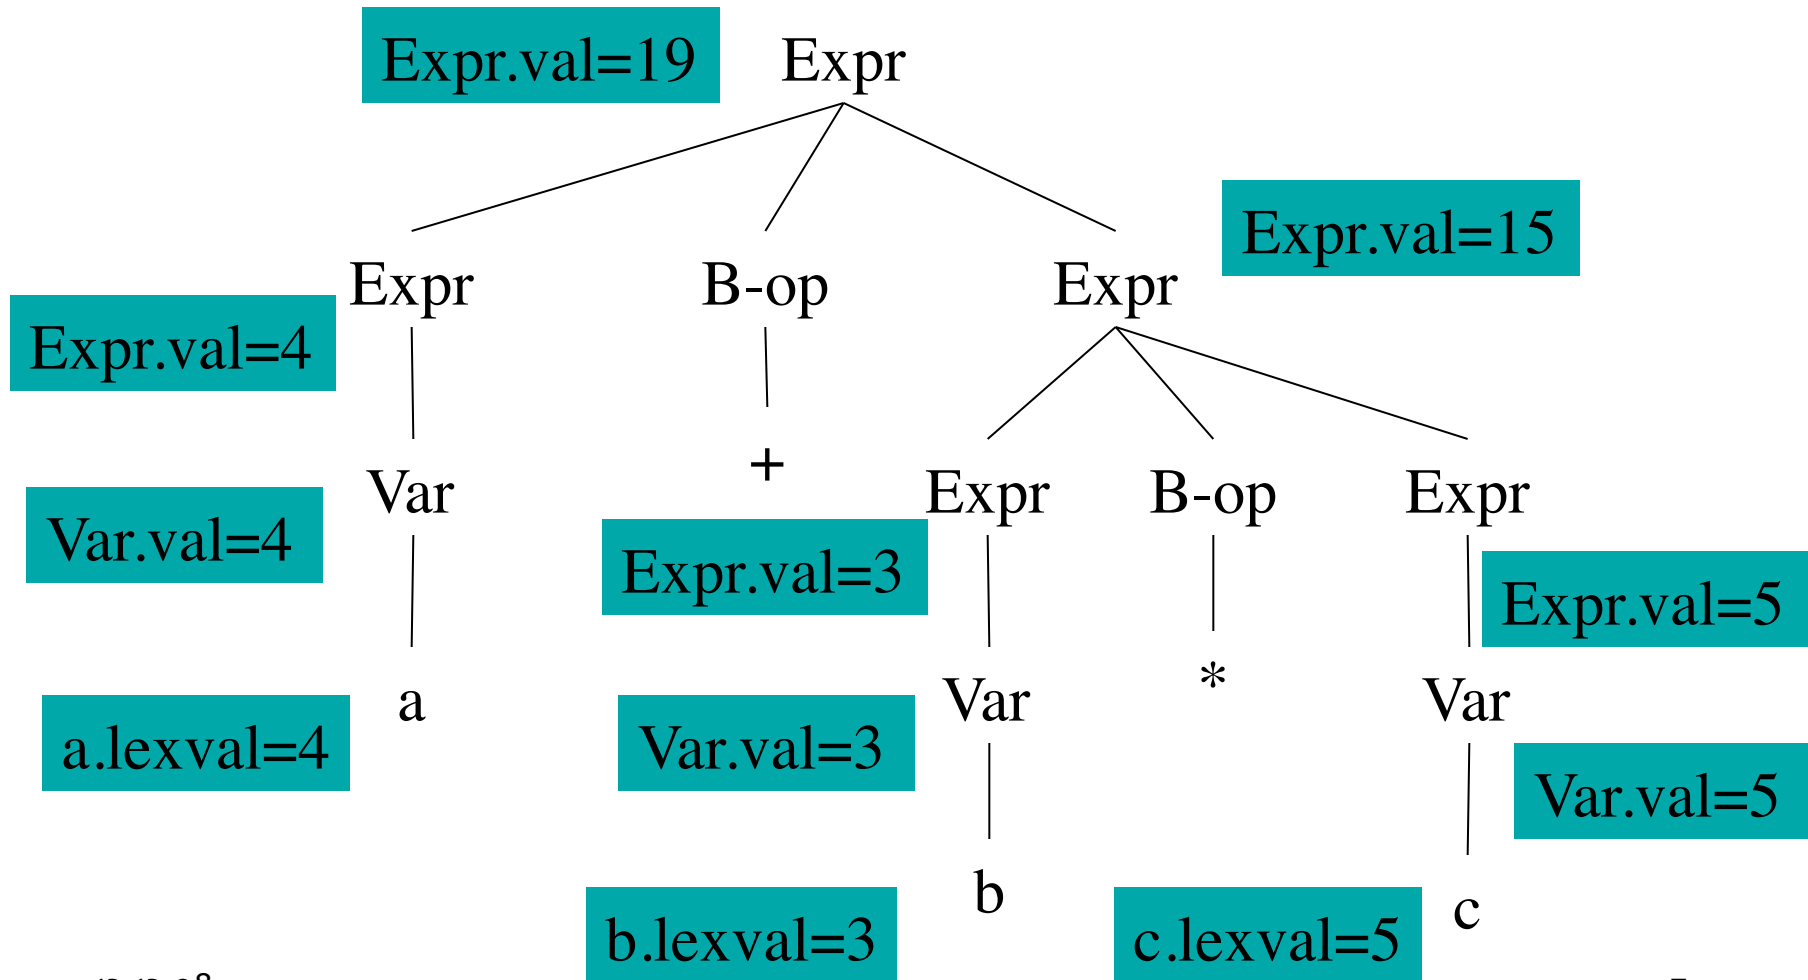 Expr.val=19 Expr
Expr.val=15
Expr B-op Expr
Expr.val=4
+
Var Expr B-op Expr
Var.val=4
Expr.val=3
Expr.val=5
a Var * Var
a.lexval=4
Var.val=3
Var.val=5
b c
b.lexval=3
c.lexval=5